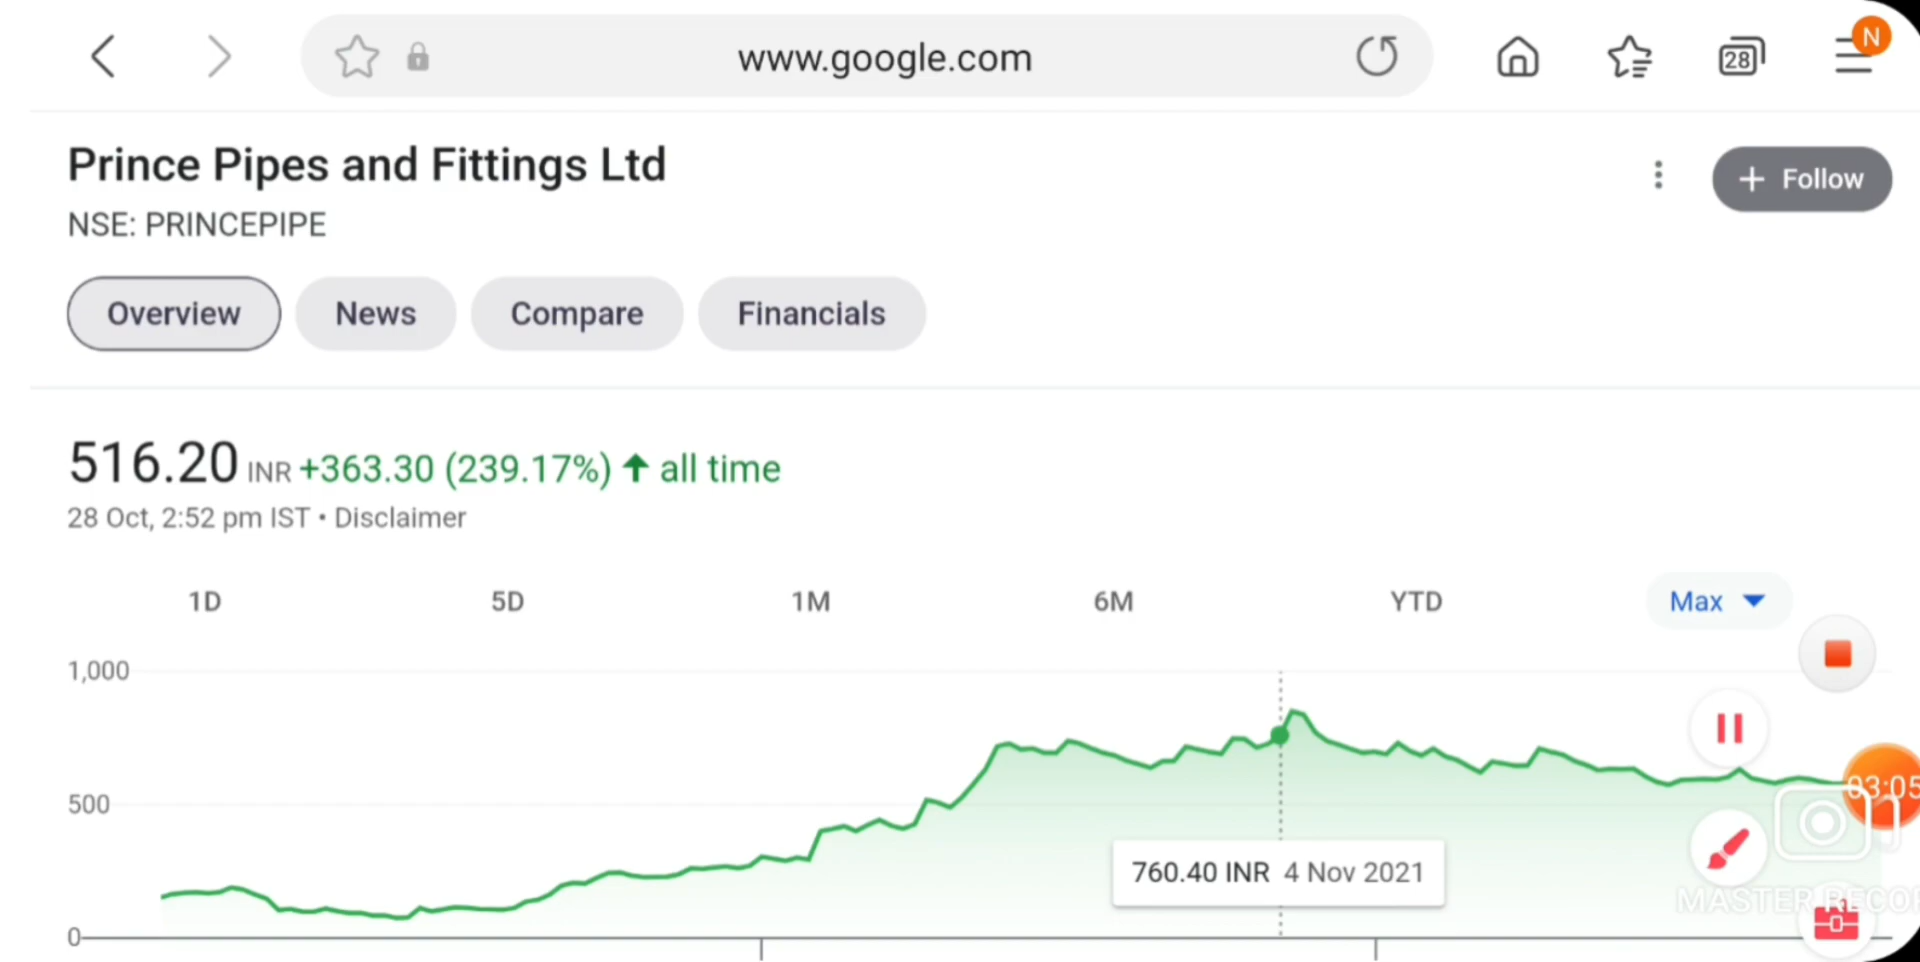 www.google.com
28
N
Prince Pipes and Fittings Ltd
Follow
NSE: PRINCEPIPE
Overview News Compare Financials
516.20 INR +363.30 (239.17%) ↑ all time
28 Oct, 2:52 pm IST • Disclaimer
1D 5D 1M 6M YTD Max
1,000
500
0
760.40 INR 4 Nov 2021
03:05
MASTER RECOR